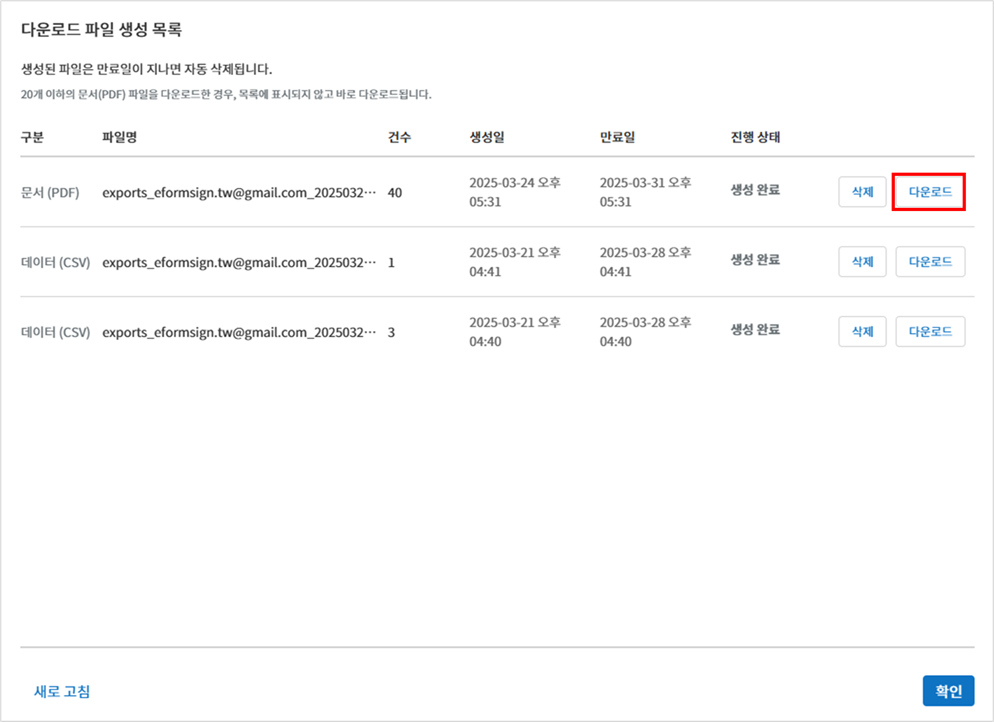 다운로드 파일 생성 목록
생성된 파일은 만료일이 지나면 자동 삭제됩니다.
20개 이하의 문서(PDF) 파일을 다운로드한 경우, 목록에 표시되지 않고 바로 다운로드됩니다.
구분 파일명 건수 생성일 만료일 진행 상태
문서 (PDF) exports_eformsign.tw@gmail.com_2025032··· 40 2025-03-24 오후 05:31 2025-03-31 오후 05:31 생성 완료 삭제 다운로드
데이터 (CSV) exports_eformsign.tw@gmail.com_2025032··· 1 2025-03-21 오후 04:41 2025-03-28 오후 04:41 생성 완료 삭제 다운로드
데이터 (CSV) exports_eformsign.tw@gmail.com_2025032··· 3 2025-03-21 오후 04:40 2025-03-28 오후 04:40 생성 완료 삭제 다운로드
새로 고침 확인